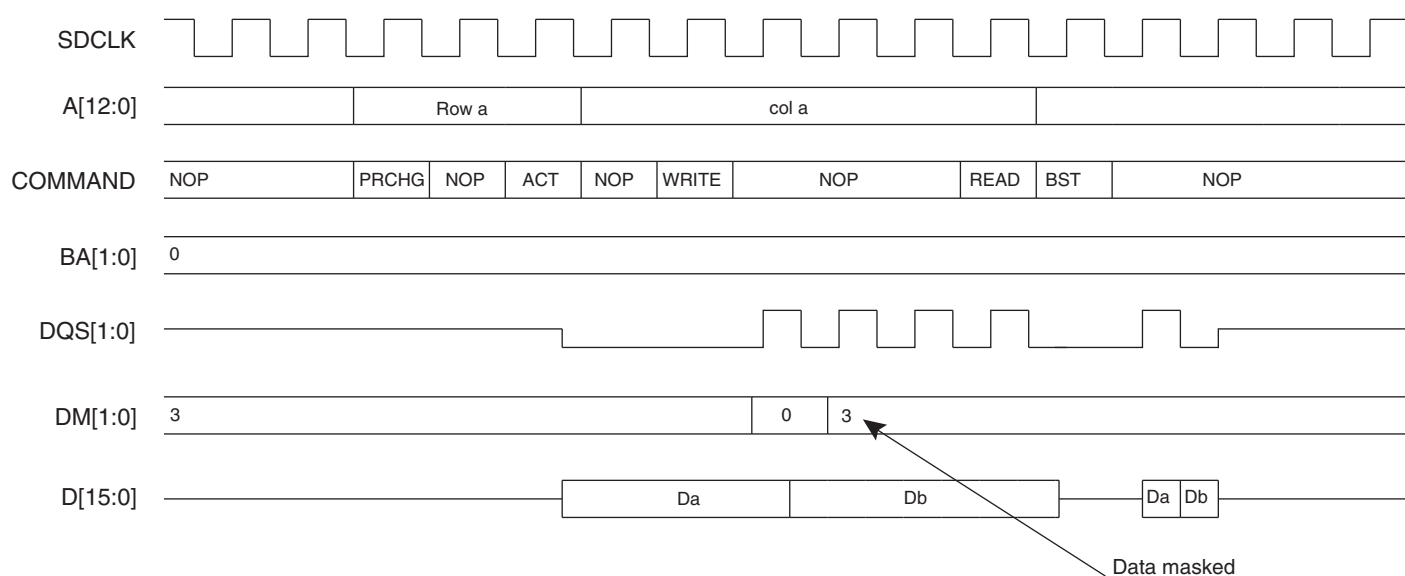 SDCLK
A[12:0] Row a col a
COMMAND NOP PRCHG NOP ACT NOP WRITE NOP READ BST NOP
BA[1:0] 0
DQS[1:0]
DM[1:0] 3 0 3
D[15:0] Da Db Da Db
Data masked